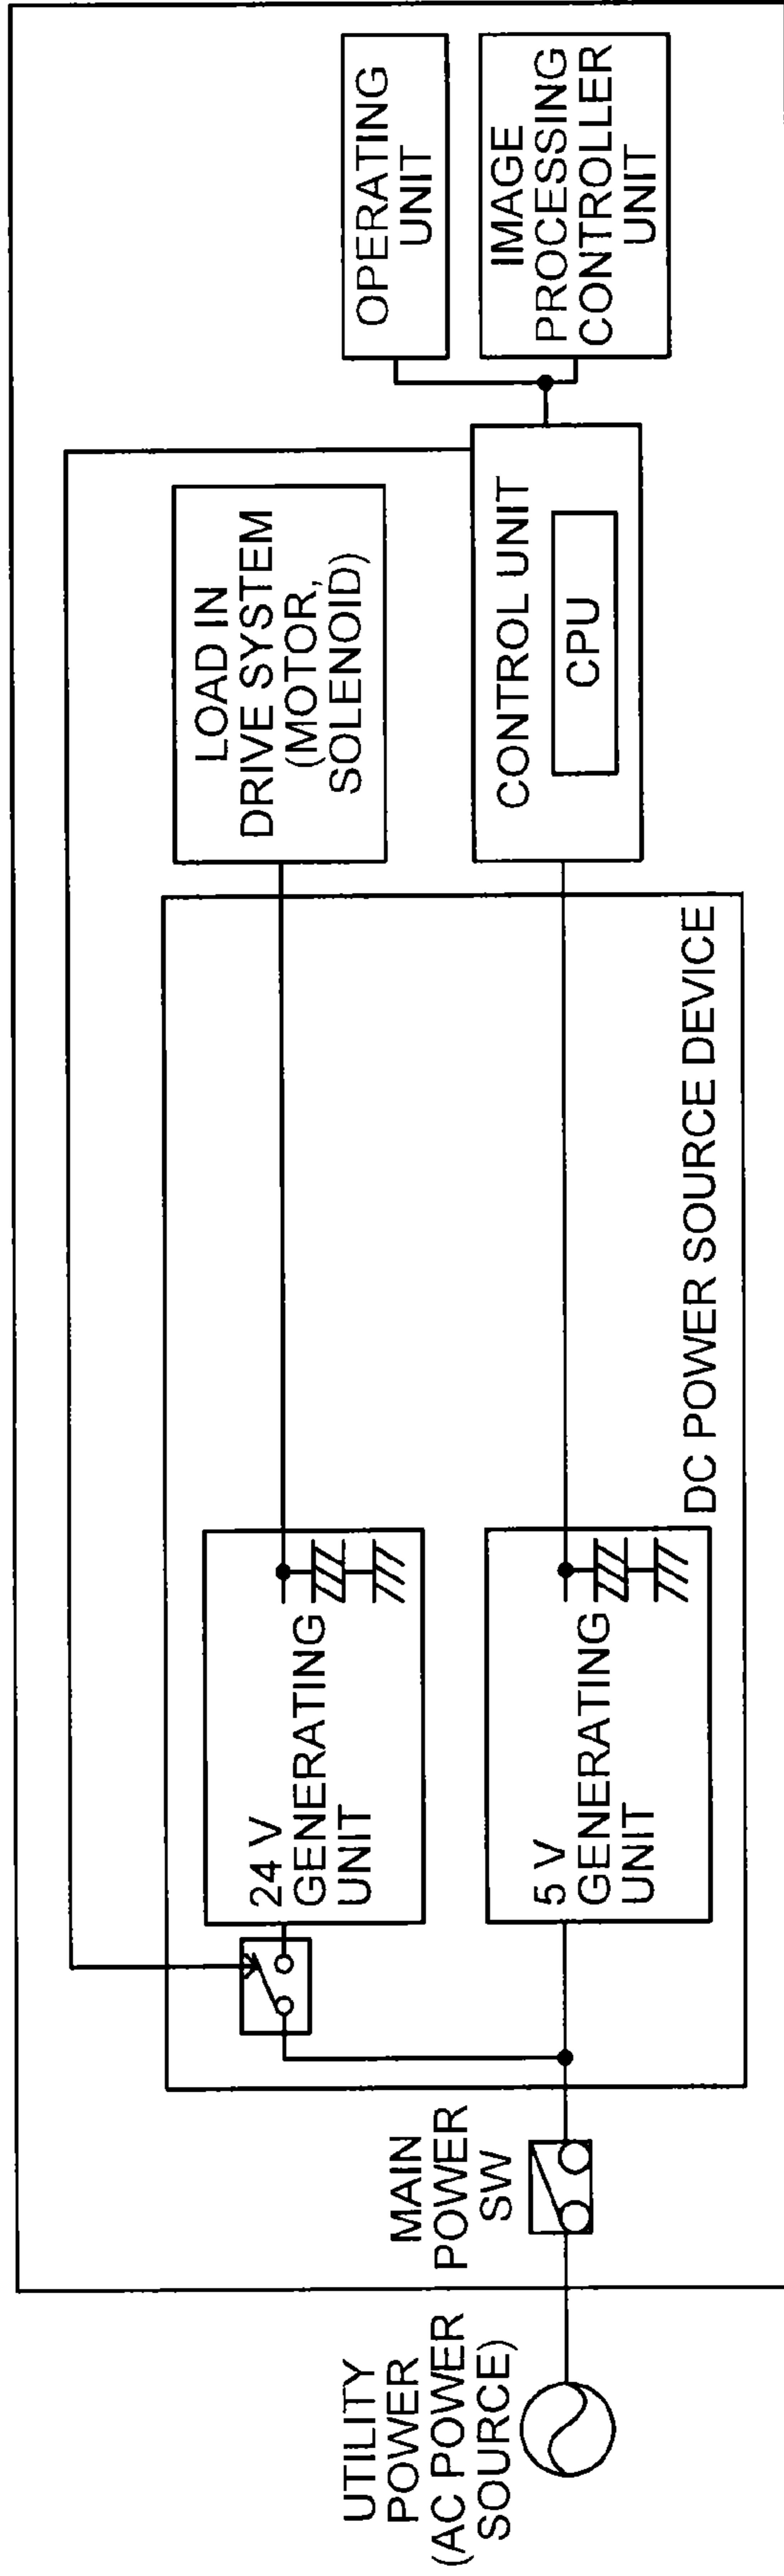 UTILITY
POWER
(AC POWER
SOURCE)
MAIN
POWER
SW
24 V
GENERATING
UNIT
5 V
GENERATING
UNIT
DC POWER SOURCE DEVICE
LOAD IN
DRIVE SYSTEM
(MOTOR,
SOLENOID)
CONTROL UNIT
CPU
OPERATING
UNIT
IMAGE
PROCESSING
CONTROLLER
UNIT